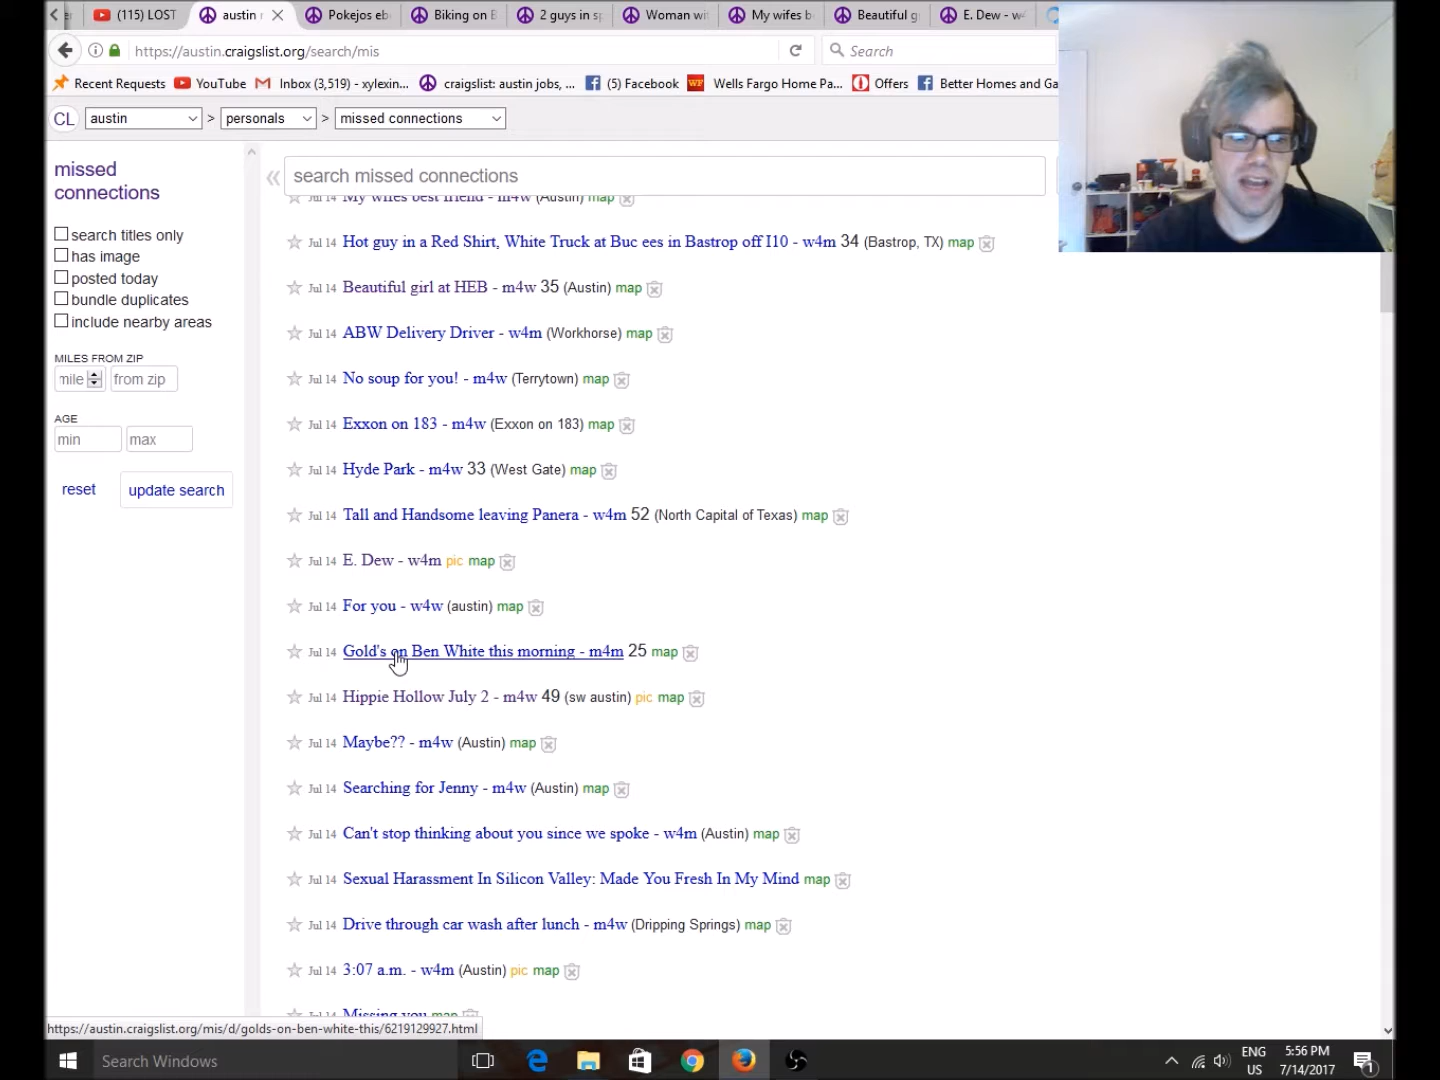 (115) LOST
austin
Pokejos eb
Biking on B
2 guys in sp
Woman wi
My wifes b
Beautiful g
E. Dew - w
https://austin.craigslist.org/search/mis
Search
Recent Requests
YouTube
Inbox (3,519) - xylexin...
craigslist: austin jobs, ...
(5) Facebook
WF
Wells Fargo Home Pa...
Offers
Better Homes and Ga
CL
austin
>
personals
>
missed connections
missed
connections
search titles only
has image
posted today
bundle duplicates
include nearby areas
MILES FROM ZIP
mile
from zip
AGE
min
max
reset
update search
search missed connections
Jul 14 My wifes best friend - m4w (Austin) map
Jul 14 Hot guy in a Red Shirt, White Truck at Buc ees in Bastrop off I10 - w4m 34 (Bastrop, TX) map
Jul 14 Beautiful girl at HEB - m4w 35 (Austin) map
Jul 14 ABW Delivery Driver - w4m (Workhorse) map
Jul 14 No soup for you! - m4w (Terrytown) map
Jul 14 Exxon on 183 - m4w (Exxon on 183) map
Jul 14 Hyde Park - m4w 33 (West Gate) map
Jul 14 Tall and Handsome leaving Panera - w4m 52 (North Capital of Texas) map
Jul 14 E. Dew - w4m pic map
Jul 14 For you - w4w (austin) map
Jul 14 Gold's on Ben White this morning - m4m 25 map
Jul 14 Hippie Hollow July 2 - m4w 49 (sw austin) pic map
Jul 14 Maybe?? - m4w (Austin) map
Jul 14 Searching for Jenny - m4w (Austin) map
Jul 14 Can't stop thinking about you since we spoke - w4m (Austin) map
Jul 14 Sexual Harassment In Silicon Valley: Made You Fresh In My Mind map
Jul 14 Drive through car wash after lunch - m4w (Dripping Springs) map
Jul 14 3:07 a.m. - w4m (Austin) pic map
Missing you map
https://austin.craigslist.org/mis/d/golds-on-ben-white-this/6219129927.html
Search Windows
ENG
US
5:56 PM
7/14/2017
1